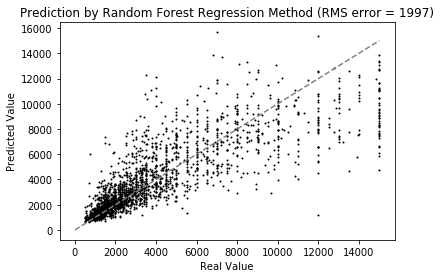 Prediction by Random Forest Regression Method (RMS error = 1997)
16000
14000
12000
10000
8000
6000
4000
2000
0
Predicted Value
0 2000 4000 6000 8000 10000 12000 14000
Real Value